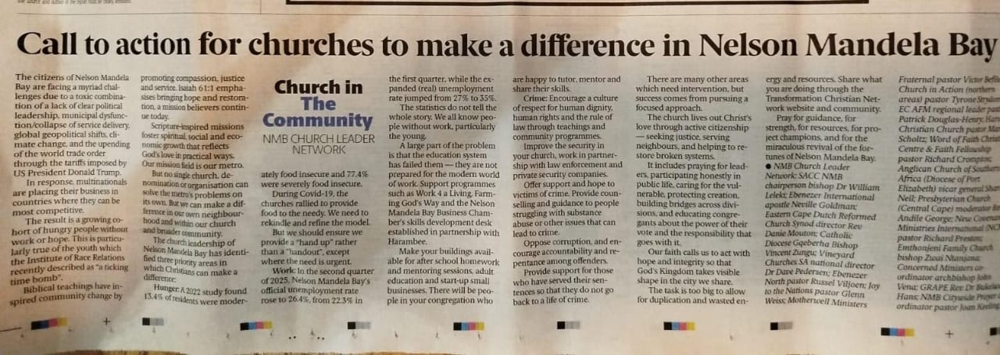 Call to action for churches to make a difference in Nelson Mandela Bay
The citizens of Nelson Mandela
Bay are facing a myriad chal-
lenges due to a toxic combina-
tion of a lack of clear political
leadership, municipal dysfunc-
tion/collapse of service delivery,
global geopolitical shifts, cli-
mate change, and the upending
of the world trade order
through the tariffs imposed by
US President Donald Trump.
In response, multinationals
are placing their business in
countries where they can be
most competitive.
The result is a growing co-
hort of hungry people without
work or hope. This is particu-
larly true of the youth which
the Institute of Race Relations
recently described as “a ticking
time bomb”.
Biblical teachings have in-
spired community change by
promoting compassion, justice
and service. Isaiah 61:1 empha-
sises bringing hope and restora-
tion, a mission believers contin-
ue today.
Scripture-inspired missions
foster spiritual, social and eco-
nomic growth that reflects
God's love in practical ways.
Our mission field is our metro.
But no single church, de-
nomination or organisation can
solve the metro's problems on
its own. But we can make a dif-
ference in our own neighbour-
hood and within our church
and broader community.
The church leadership of
Nelson Mandela Bay has identi-
fied three priority areas in
which Christians can make a
difference:
Hunger: A 2022 study found
13.4% of residents were moder-
Church in
The
Community
NMB CHURCH LEADER
NETWORK
ately food insecure and 77.4%
were severely food insecure.
During Covid-19, the
churches rallied to provide
food to the needy. We need to
rekindle and refine the model.
But we should ensure we
provide a “hand up” rather
than a “handout”, except
where the need is urgent.
Work: In the second quarter
of 2025, Nelson Mandela Bay's
official unemployment rate
rose to 26.4%, from 22.3% in
the first quarter, while the ex-
panded (real) unemployment
rate jumped from 27% to 35%.
The statistics do not tell the
whole story. We all know peo-
ple without work, particularly
the young.
A large part of the problem
is that the education system
has failed them — they are not
prepared for the modern world
of work. Support programmes
such as Work 4 a Living, Farm-
ing God's Way and the Nelson
Mandela Bay Business Cham-
ber's skills development desk
established in partnership with
Harambee.
Make your buildings avail-
able for after school homework
and mentoring sessions, adult
education and start-up small
businesses. There will be peo-
ple in your congregation who
are happy to tutor, mentor and
share their skills.
Crime: Encourage a culture
of respect for human dignity,
human rights and the rule of
law through teachings and
community programmes.
Improve the security in
your church, work in partner-
ship with law enforcement and
private security companies.
Offer support and hope to
victims of crime. Provide coun-
selling and guidance to people
struggling with substance
abuse or other issues that can
lead to crime.
Oppose corruption, and en-
courage accountability and re-
pentance among offenders.
Provide support for those
who have served their sen-
tences so that they do not go
back to a life of crime.
There are many other areas
which need intervention, but
success comes from pursuing a
focused approach.
The church lives out Christ's
love through active citizenship
— seeking justice, serving
neighbours, and helping to re-
store broken systems.
It includes praying for lead-
ers, participating honestly in
public life, caring for the vul-
nerable, protecting creation,
building bridges across divi-
sions, and educating congre-
gants about the power of their
vote and the responsibility that
goes with it.
Our faith calls us to act with
hope and integrity so that
God's Kingdom takes visible
shape in the city we share.
The task is too big to allow
for duplication and wasted en-
ergy and resources. Share what
you are doing through the
Transformation Christian Net-
work website and community.
Pray for guidance, for
strength, for resources, for pro-
ject champions, and for the
miraculous revival of the for-
tunes of Nelson Mandela Bay.
● NMB Church Leader
Network: SACC NMB
chairperson bishop Dr William
Leleki; Ebenezer International
apostle Neville Goldman;
Eastern Cape Dutch Reformed
Church Synod director Rev
Danie Mouton; Catholic
Diocese Gqeberha Bishop
Vincent Zungu; Vineyard
Churches SA national director
Dr Dave Pedersen; Ebenezer
North pastor Russel Viljoen; Joy
to the Nations pastor Glenn
Weiss; Motherwell Ministers
Fraternal pastor Victor
Church in Action (northern
areas) pastor Tyrone
EC AFM regional leader
Patrick Douglas-Henry,
Christian Church pastor
Scholtz; Word of Faith
Centre & Faith Fellowship
pastor Richard Crompton;
Anglican Church of Southern
Africa (Diocese of Port
Elizabeth) vicar general
Nell; Presbyterian Church
(Central Cape) moderator
Andile George; New
Ministries International
pastor Richard Preston;
Emthonjeni Family Church
bishop Zwai Ntanjana;
Concerned Ministers co-
ordinator archbishop John
Vena; GRAPE Rev Dr
Hans; NMB Citywide Prayer
ordinator pastor Joan